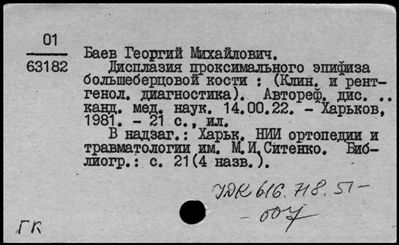 01
63182
Баев Георгий Михайлович.
Дисплазия проксимального эпифиза
большеберцовой кости : (Клин. и рент-
генол. диагностика). Автореф. дис. ..
канд. мед. наук. 14.00.22. - Харьков,
1981. - 21 с., ил.
В надзаг.: Харьк. НИИ ортопедии и
травматологии им. М.И.Ситенко. Биб-
лиогр.: с. 21(4 назв.).
УДК 616.718.51-
-007
ГК